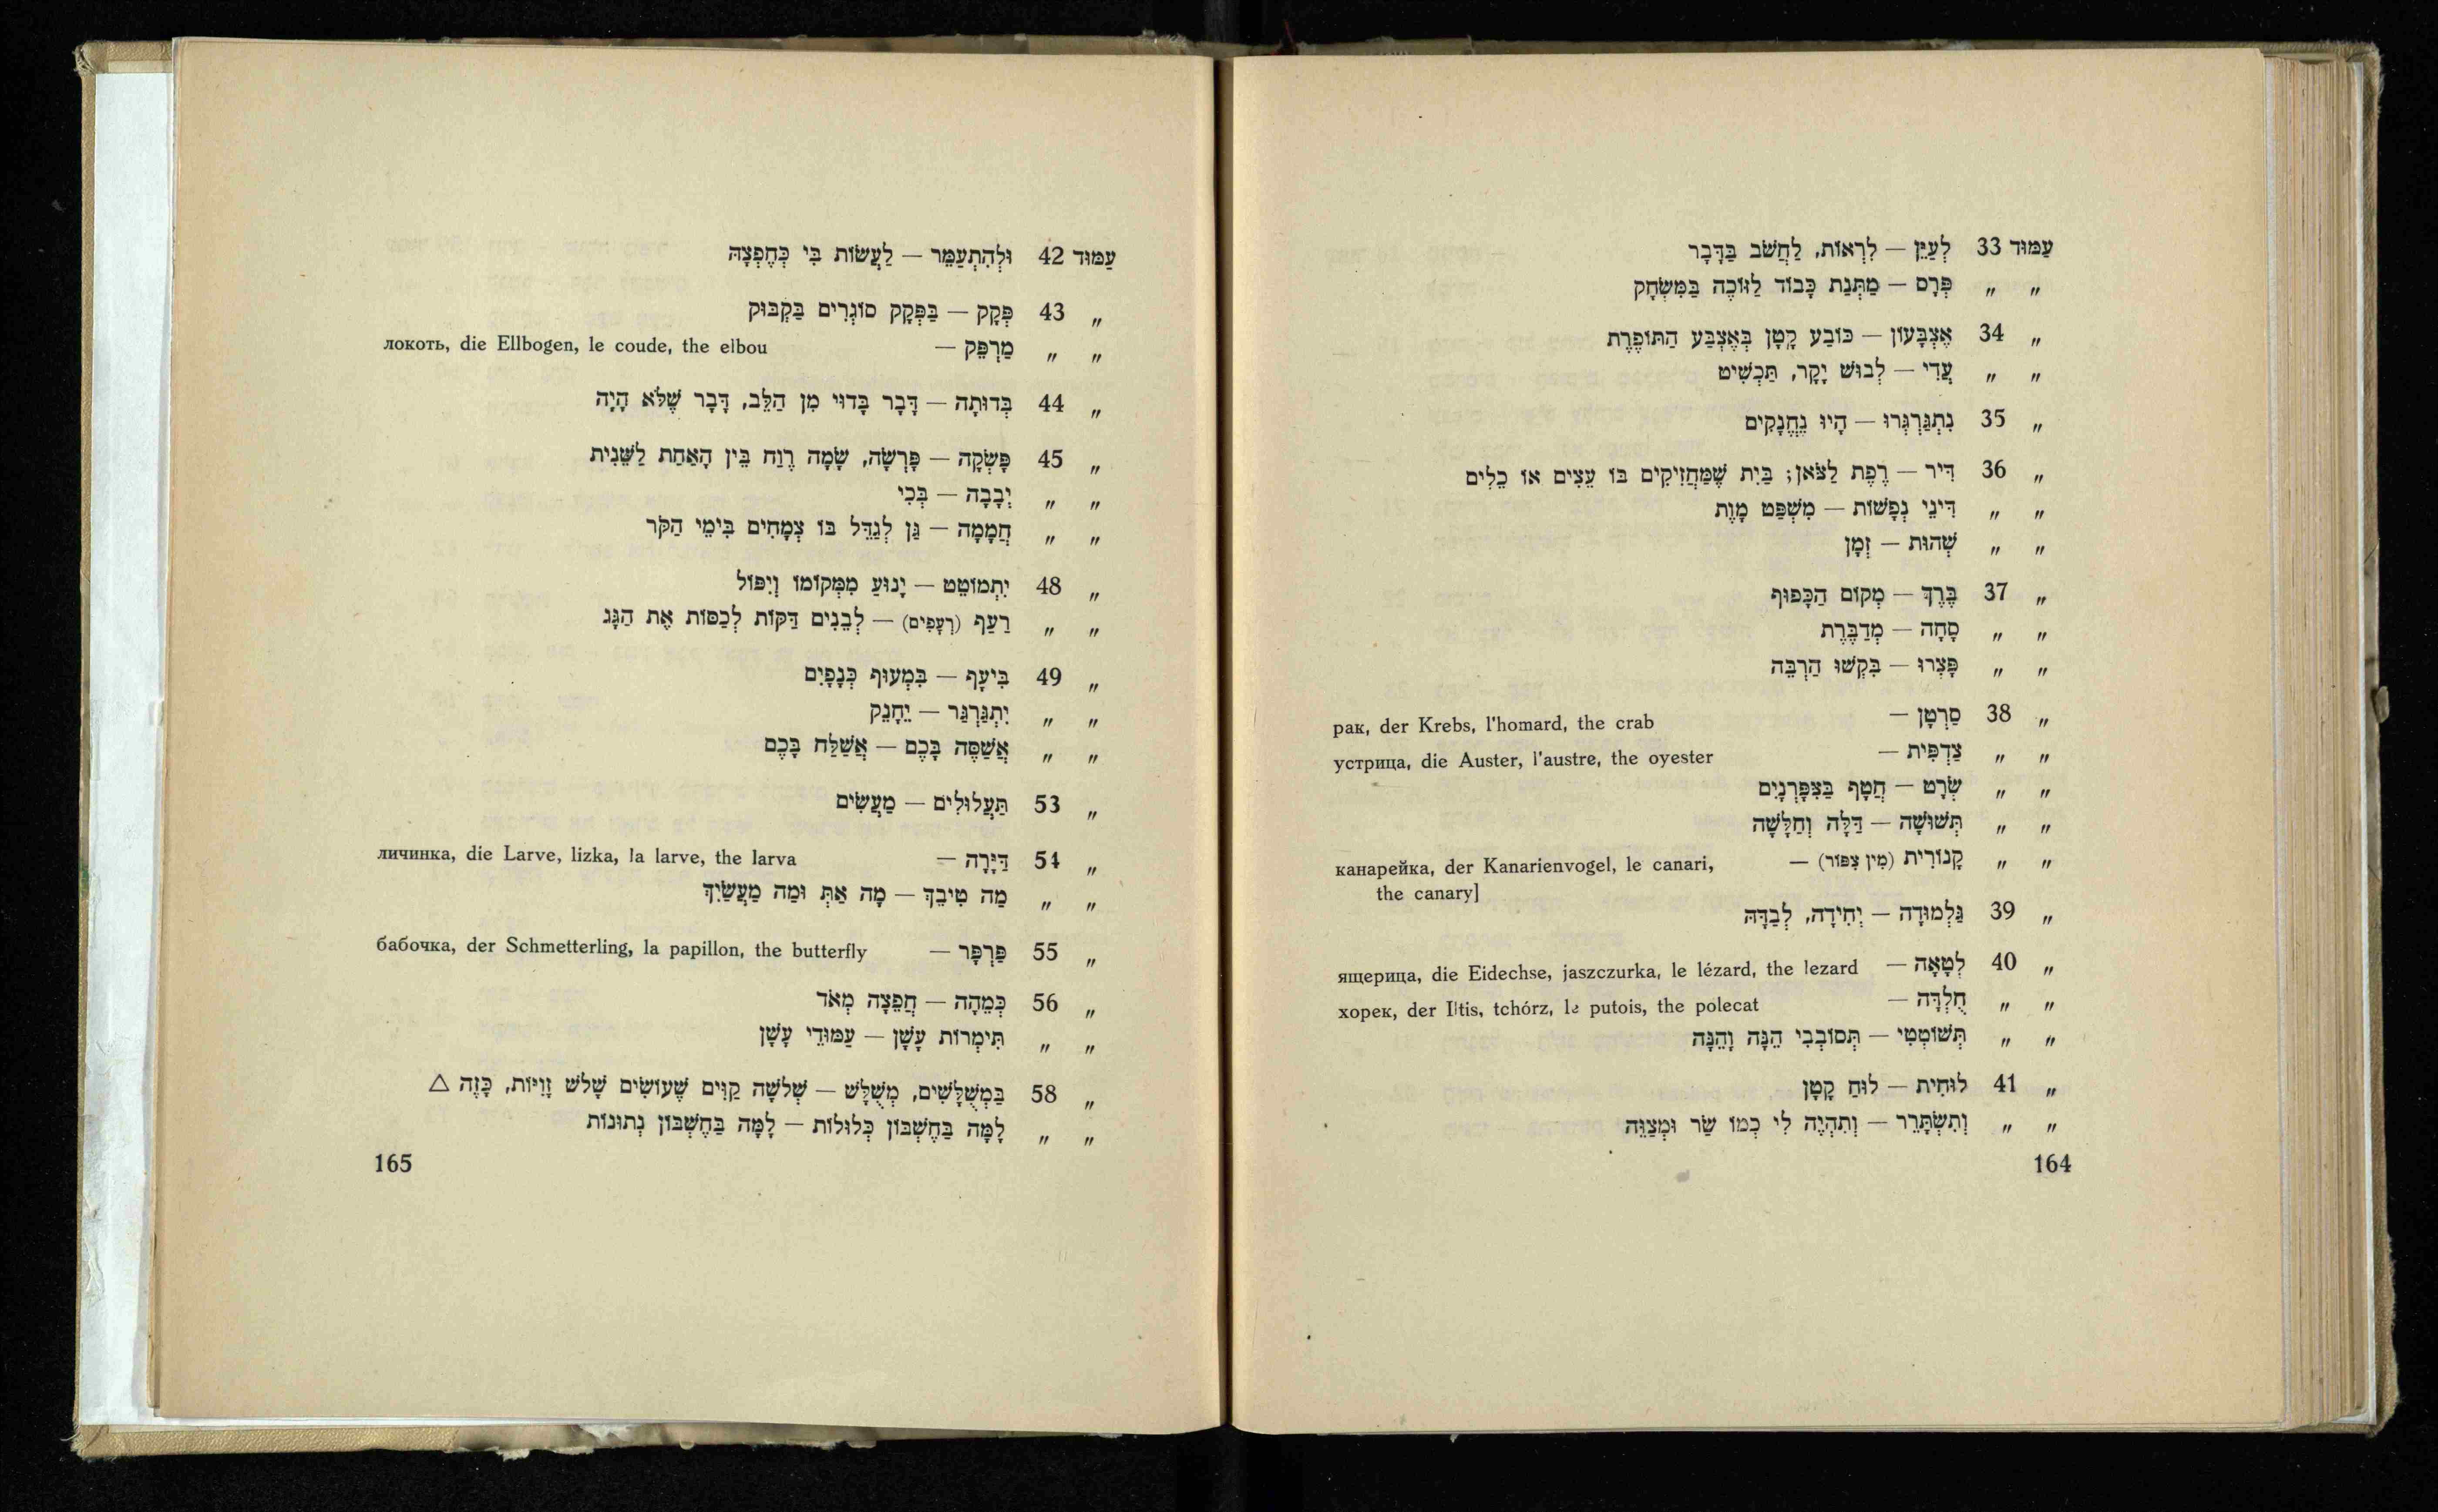 עַמּוּד 33 לְעַיֵּן — לִרְאוֹת, לַחֲשֹׁב בַּדָּבָר
„ „ פְּרָס — מַתְּנַת כָּבוֹד לַזּוֹכֶה בַּמִּשְׂחָק
„ 34 אֶצְבָּעוֹן — כּוֹבַע קָטָן בְּאֶצְבַּע הַתּוֹפֶרֶת
„ „ עֲדִי — לְבוּשׁ יָקָר, תַּכְשִׁיט
„ 35 נִתְגַּרְגְּרוּ — הָיוּ נֶחֱנָקִים
„ 36 דִּיר — רֶפֶת לַצֹּאן; בַּיִת שֶׁמַּחֲזִיקִים בּוֹ עֵצִים אוֹ כֵלִים
„ „ דִּינֵי נְפָשׁוֹת — מִשְׁפַּט מָוֶת
„ „ שְׁהוּת — זְמָן
„ 37 בֶּרֶךְ — מְקוֹם הַכָּפוּף
„ „ סָחָה — מְדַבֶּרֶת
„ „ פָּצְרוּ — בִּקְשׁוּ הַרְבֵּה
„ 38 סַרְטָן — рак, der Krebs, l'homard, the crab
„ „ צִדְפִּית — устрица, die Auster, l'austre, the oyester
„ „ שְׂרָט — חֲטָף בַּצִּפָּרְנָיִם
„ „ תְּשׁוּשָׁה — דַּלָּה וְחַלָּשָׁה
„ „ קָנוֹרִית (מִין צִפּוֹר) — канарейка, der Kanarienvogel, le canari,
the canary]
„ 39 גַּלְמוּדָה — יְחִידָה, לְבַדָּהּ
„ 40 לְטָאָה — ящерица, die Eidechse, jaszczurka, le lézard, the lezard
„ „ חֻלְדָּה — хорек, der Iltis, tchórz, le putois, the polecat
„ „ תְּשׁוֹטְטִי — תְּסוֹבְבִי הֵנָּה וָהֵנָּה
„ 41 לוּחִית — לוּחַ קָטָן
„ „ וְתִשְׂתָּרֵר — וְתִהְיֶה לִי כְמוֹ שַׂר וּמְצַוֶּה
164
עַמּוּד 42 וּלְהִתְעַמֵּר — לַעֲשׂוֹת בִּי כְּחֶפְצָהּ
„ 43 פְּקָק — בַּפְּקָק סוֹגְרִים בַּקְבּוּק
„ „ מַרְפֵּק — локоть, die Ellbogen, le coude, the elbou
„ 44 בְּדוּתָה — דָּבָר בָּדוּי מִן הַלֵּב, דָּבָר שֶׁלֹּא הָיָה
„ 45 פָּשְׂקָה — פָּרְשָׂה, שָׂמָה רֶוַח בֵּין הָאַחַת לַשֵּׁנִית
„ „ יְבָבָה — בְּכִי
„ „ חֲמָמָה — גַּן לְגַדֵּל בּוֹ צְמָחִים בִּימֵי הַקֹּר
„ 48 יִתְמוֹטֵט — יָנוּעַ מִמְּקוֹמוֹ וְיִפּוֹל
„ „ רַעַף (רְעָפִים) — לְבֵנִים דַּקּוֹת לְכַסּוֹת אֶת הַגָּג
„ 49 בִּיעָף — בִּמְעוּף כְּנָפָיִם
„ „ יִתְגַּרְגַּר — יֵחָנֵק
„ „ אֲשַׁסֶּה בָּכֶם — אֲשַׁלַּח בָּכֶם
„ 53 תַּעֲלוּלִים — מַעֲשִׂים
„ 54 דַּיָּרָה — личинка, die Larve, lizka, la larve, the larva
„ „ מַה טִּיבֵךְ — מָה אַתְּ וּמַה מַעֲשַׂיִךְ
„ 55 פַּרְפָּר — бабочка, der Schmetterling, la papillon, the butterfly
„ 56 כְּמֵהָה — חֲפֵצָה מְאֹד
„ „ תִּימְרוֹת עָשָׁן — עַמּוּדֵי עָשָׁן
„ 58 בַּמְשֻׁלָּשִׁים, מְשֻׁלָּשׁ — שְׁלֹשָׁה קַוִּים שֶׁעוֹשִׂים שָׁלֹשׁ זָוִיּוֹת, כָּזֶה △
„ „ לָמָּה בַּחֶשְׁבּוֹן כְּלוּלוֹת — לָמָּה בַּחֶשְׁבּוֹן נְתוּנוֹת
165